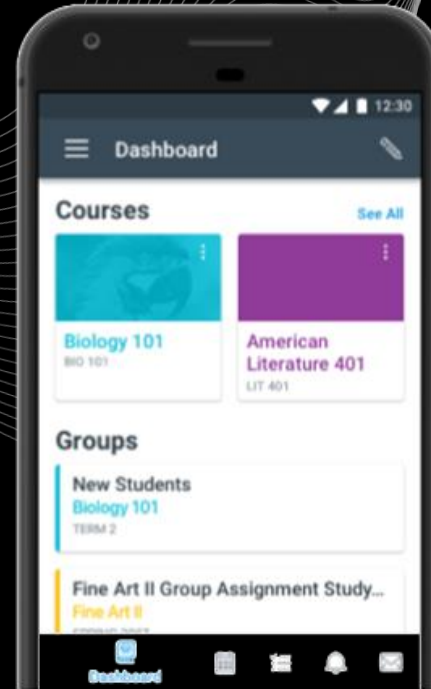 12:30
Dashboard
Courses
See All
Biology 101
BIO 101
American
Literature 401
LIT 401
Groups
New Students
Biology 101
TERM 2
Fine Art II Group Assignment Study...
Fine Art II
Dashboard